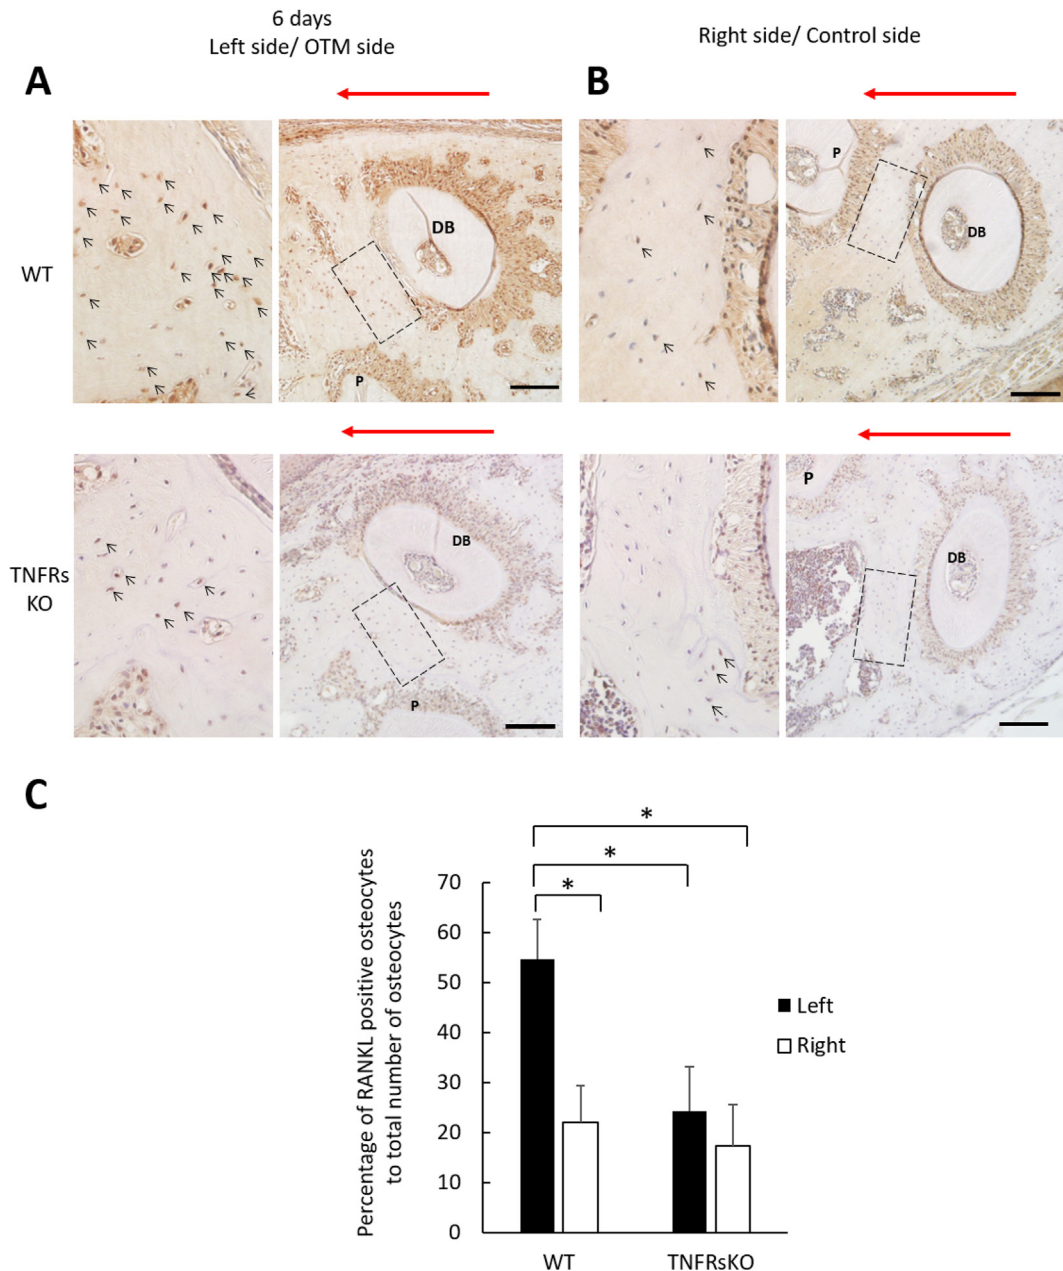 6 days
Left side/ OTM side
Right side/ Control side
A
B
WT
DB
P
P
DB
TNFRs
KO
DB
P
P
DB
C
*
*
*
Percentage of RANKL positive osteocytes
to total number of osteocytes
70
60
50
40
30
20
10
0
WT
TNFRsKO
Left
Right